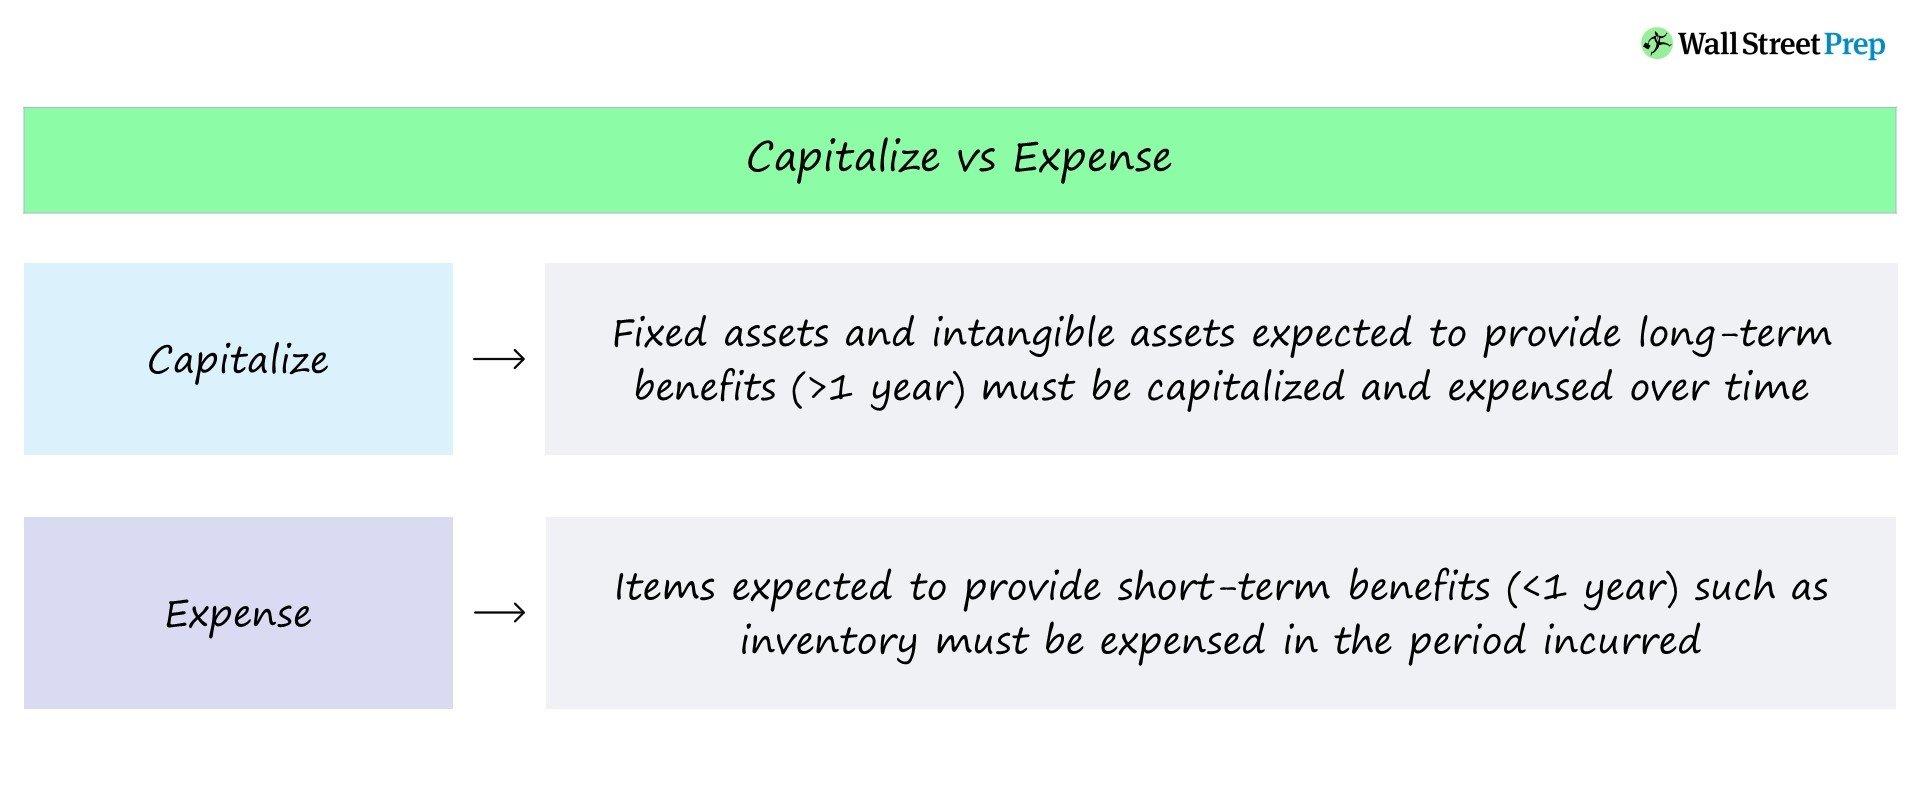 Wall Street Prep
Capitalize vs Expense
Capitalize
Fixed assets and intangible assets expected to provide long-term
benefits (>1 year) must be capitalized and expensed over time
Expense
Items expected to provide short-term benefits (<1 year) such as
inventory must be expensed in the period incurred